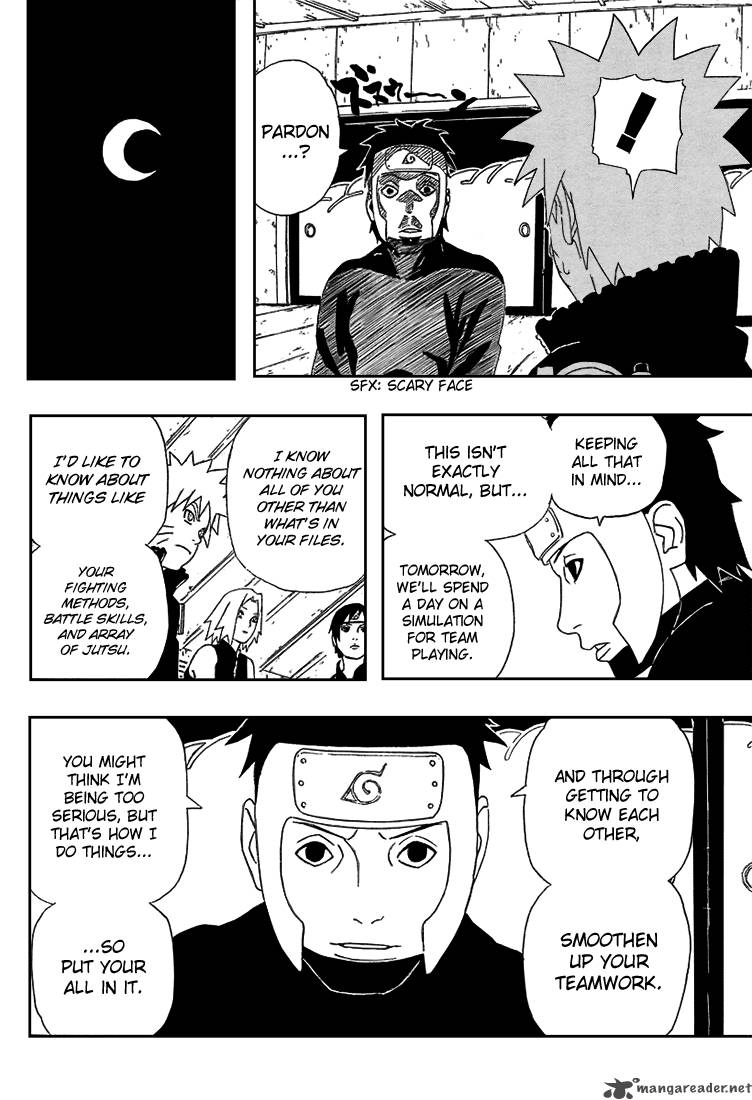 !
PARDON
...?
SFX: SCARY FACE
KEEPING
ALL THAT
IN MIND...
THIS ISN'T
EXACTLY
NORMAL, BUT...
TOMORROW,
WE'LL SPEND
A DAY ON A
SIMULATION
FOR TEAM
PLAYING.
I KNOW
NOTHING ABOUT
ALL OF YOU
OTHER THAN
WHAT'S IN
YOUR FILES.
I'D LIKE TO
KNOW ABOUT
THINGS LIKE
YOUR
FIGHTING
METHODS,
BATTLE SKILLS,
AND ARRAY
OF JUTSU.
AND THROUGH
GETTING TO
KNOW EACH
OTHER,
SMOOTHEN
UP YOUR
TEAMWORK.
YOU MIGHT
THINK I'M
BEING TOO
SERIOUS, BUT
THAT'S HOW I
DO THINGS...
...SO
PUT YOUR
ALL IN IT.
mangareader.net